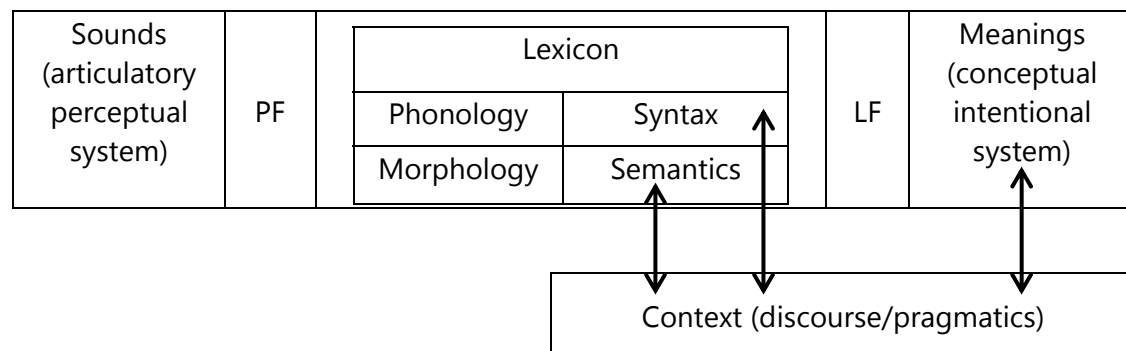 Sounds
(articulatory
perceptual
system)
PF
Lexicon
Phonology
Syntax
Morphology
Semantics
LF
Meanings
(conceptual
intentional
system)
Context (discourse/pragmatics)